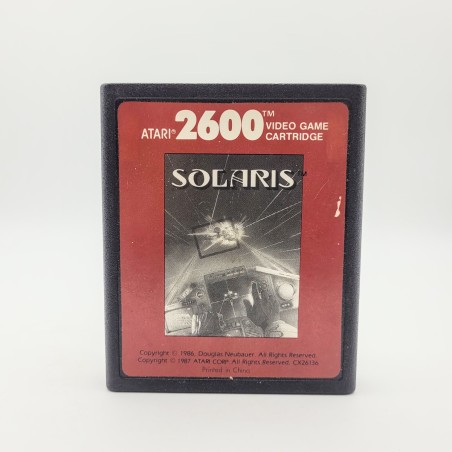 ATARI® 2600™ VIDEO GAME
CARTRIDGE
SOLARIS
Copyright © 1986, Douglas Neubauer. All Rights Reserved.
Copyright © 1987 ATARI CORP. All Rights Reserved. CX26136
Printed in China